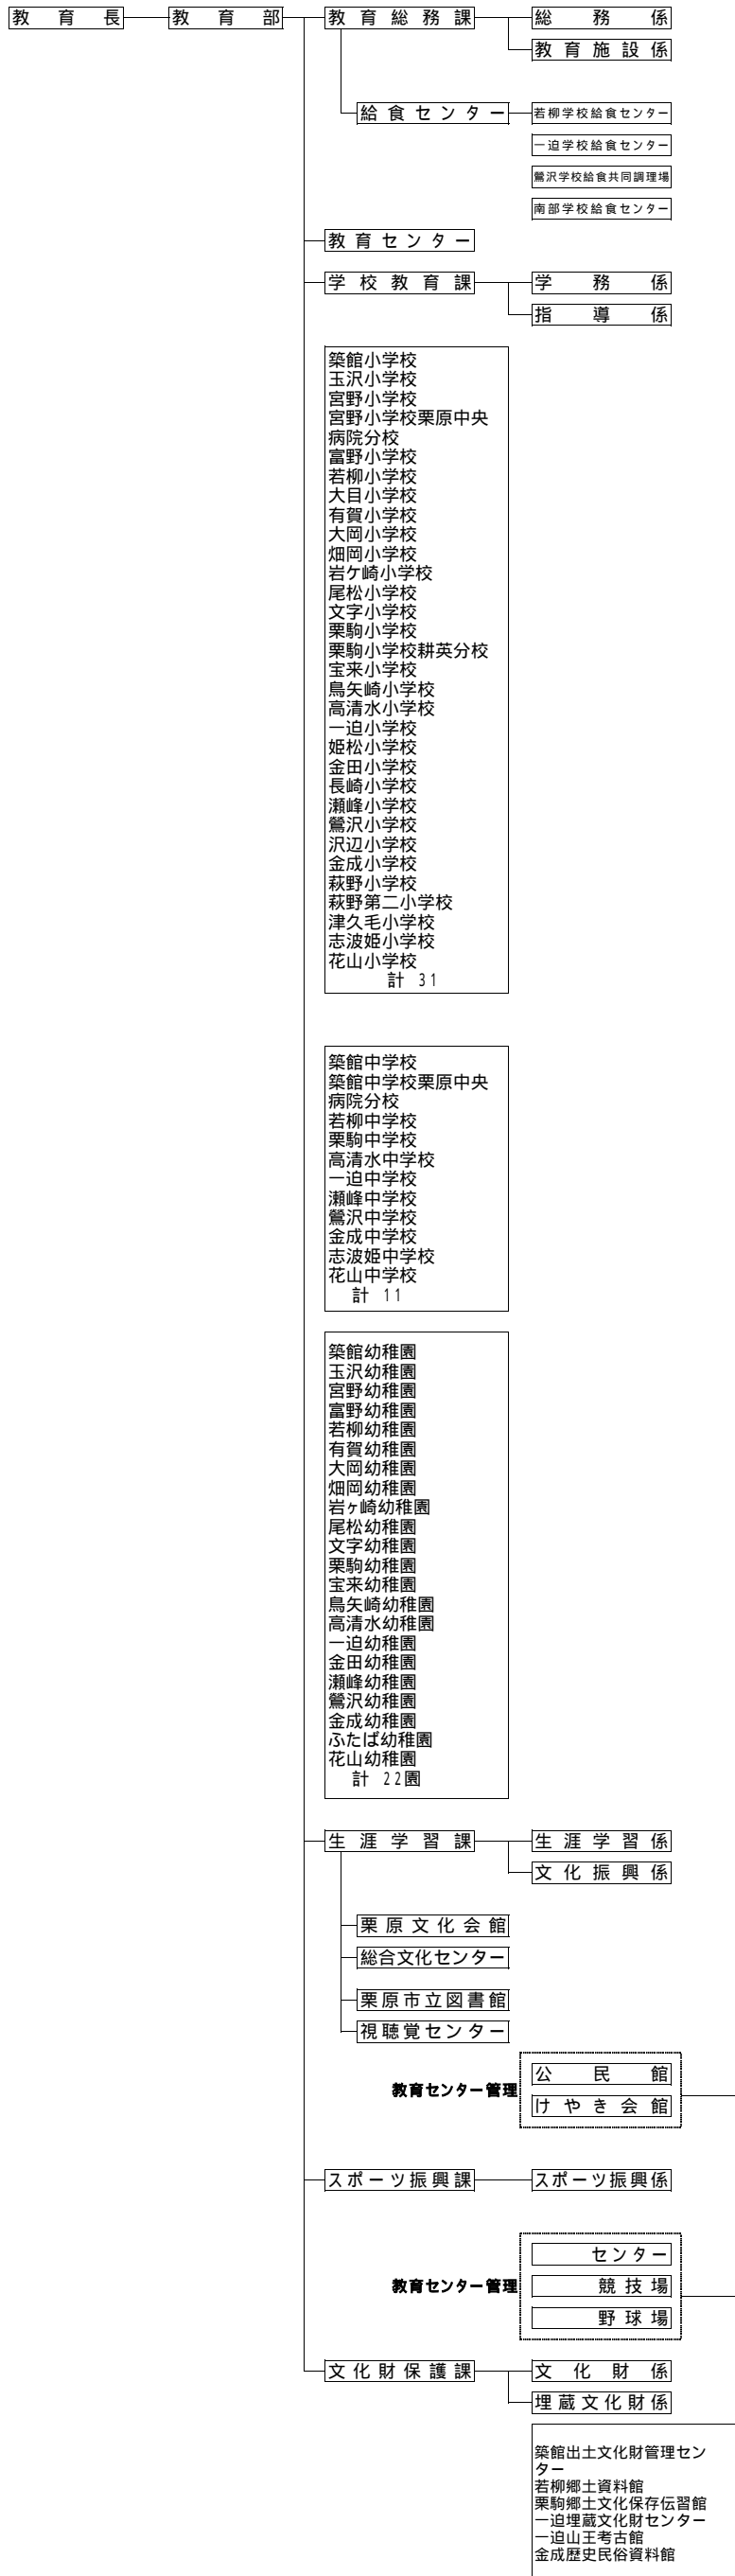 教育長 教育部 教育総務課 総務係
教育施設係
給食センター 若柳学校給食センター
一迫学校給食センター
鶯沢学校給食共同調理場
南部学校給食センター
教育センター
学校教育課 学務係
指導係
築館小学校
玉沢小学校
宮野小学校
宮野小学校栗原中央
病院分校
富野小学校
若柳小学校
大目小学校
有賀小学校
大岡小学校
畑岡小学校
岩ケ崎小学校
尾松小学校
文字小学校
栗駒小学校
栗駒小学校耕英分校
宝来小学校
鳥矢崎小学校
高清水小学校
一迫小学校
姫松小学校
金田小学校
長崎小学校
瀬峰小学校
鶯沢小学校
沢辺小学校
金成小学校
萩野小学校
萩野第二小学校
津久毛小学校
志波姫小学校
花山小学校
計 31
築館中学校
築館中学校栗原中央
病院分校
若柳中学校
栗駒中学校
高清水中学校
一迫中学校
瀬峰中学校
鶯沢中学校
金成中学校
志波姫中学校
花山中学校
計 11
築館幼稚園
玉沢幼稚園
宮野幼稚園
富野幼稚園
若柳幼稚園
有賀幼稚園
大岡幼稚園
畑岡幼稚園
岩ヶ崎幼稚園
尾松幼稚園
文字幼稚園
栗駒幼稚園
宝来幼稚園
鳥矢崎幼稚園
高清水幼稚園
一迫幼稚園
金田幼稚園
瀬峰幼稚園
鶯沢幼稚園
金成幼稚園
ふたば幼稚園
花山幼稚園
計 22園
生涯学習課 生涯学習係
文化振興係
栗原文化会館
総合文化センター
栗原市立図書館
視聴覚センター
教育センター管理
公民館
けやき会館
スポーツ振興課 スポーツ振興係
教育センター管理
センター
競技場
野球場
文化財保護課 文化財係
埋蔵文化財係
築館出土文化財管理セン
ター
若柳郷土資料館
栗駒郷土文化保存伝習館
一迫埋蔵文化財センター
一迫山王考古館
金成歴史民俗資料館